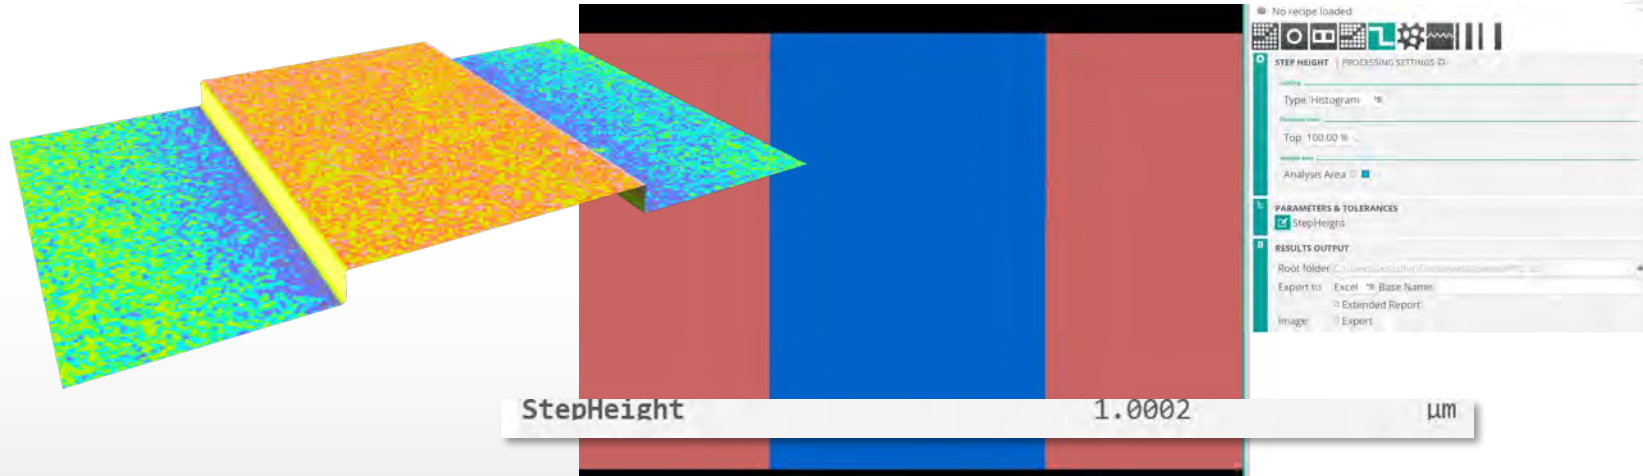 No recipe loaded
STEP HEIGHT | PROCESSING SETTINGS
Type Histogram
Top 100.00 %
Analysis Area
PARAMETERS & TOLERANCES
StepHeight
RESULTS OUTPUT
Root folder
Export to Excel Base Name
Extended Report
Image Export
StepHeight 1.0002 µm